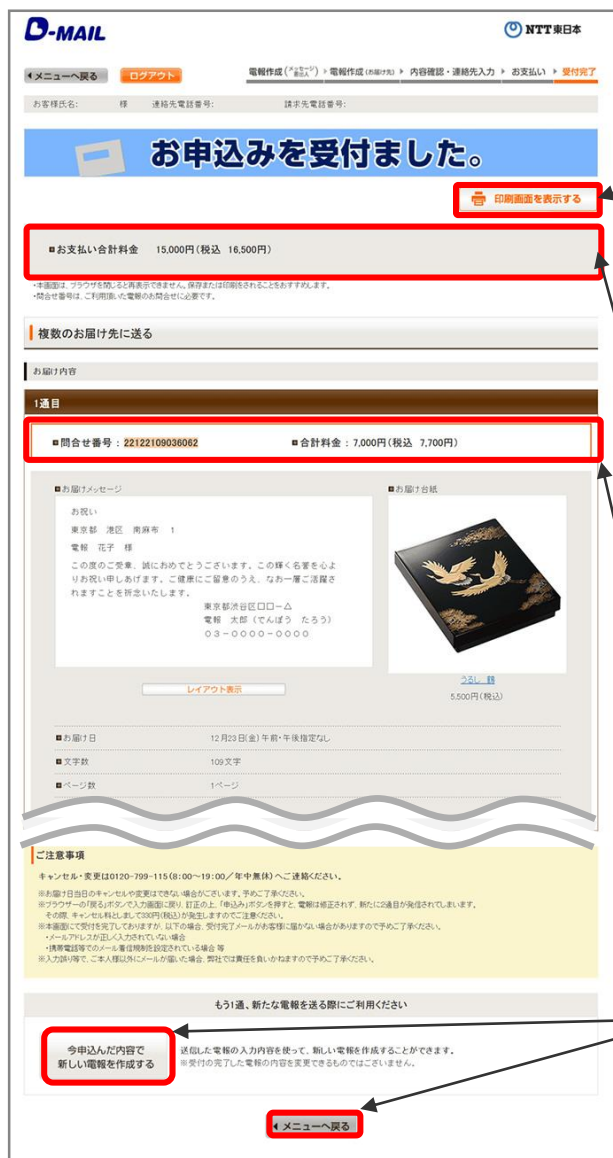 D-MAIL
NTT東日本
メニューへ戻る ログアウト 電報作成(メッセージ・差出人) 電報作成(お届け先) 内容確認・連絡先入力 お支払い 受付完了
お客様氏名: 様 連絡先電話番号: 請求先電話番号:
お申込みを受付ました。
印刷画面を表示する
■お支払い合計料金 15,000円(税込 16,500円)
・本画面は、ブラウザを閉じると再表示できません。保存または印刷をされることをおすすめします。
・問合せ番号は、ご利用頂いた電報のお問合せに必要です。
複数のお届け先に送る
お届け内容
1通目
■問合せ番号:22122109036062 ■合計料金:7,000円(税込 7,700円)
■お届けメッセージ ■お届け台紙
お祝い
東京都 港区 南麻布 1
電報 花子 様
この度のご受章、誠におめでとうございます。この輝く名誉を心よ
りお祝い申しあげます。ご健康にご留意のうえ、なお一層ご活躍さ
れますことを祈念いたします。
東京都渋谷区口口ー△
電報 太郎(でんぽう たろう)
03-0000-0000
レイアウト表示
うるし 鶴
5,500円(税込)
■お届け日 12月23日(金)午前・午後指定なし
■文字数 109文字
■ページ数 1ページ
ご注意事項
キャンセル・変更は0120-799-115(8:00~19:00/年中無休)へご連絡ください。
※お届け日当日のキャンセルや変更はできない場合がございます。予めご了承ください。
※ブラウザーの「戻る」ボタンで入力画面に戻り、訂正の上、「申込み」ボタンを押すと、電報は修正されず、新たに2通目が発信されてしまいます。
その際、キャンセル料としまして330円(税込)が発生しますのでご注意ください。
※本画面にて受付を完了しておりますが、以下の場合、受付完了メールがお客様に届かない場合がありますので予めご了承ください。
・メールアドレスが正しく入力されていない場合
・携帯電話等でのメール着信規制を設定されている場合 等
※入力誤り等で、ご本人様以外にメールが届いた場合、弊社では責任を負いかねますので予めご了承ください。
もう1通、新たな電報を送る際にご利用ください
今申込んだ内容で
新しい電報を作成する
送信した電報の入力内容を使って、新しい電報を作成することができます。
※受付の完了した電報の内容を変更できるものではございません。
メニューへ戻る